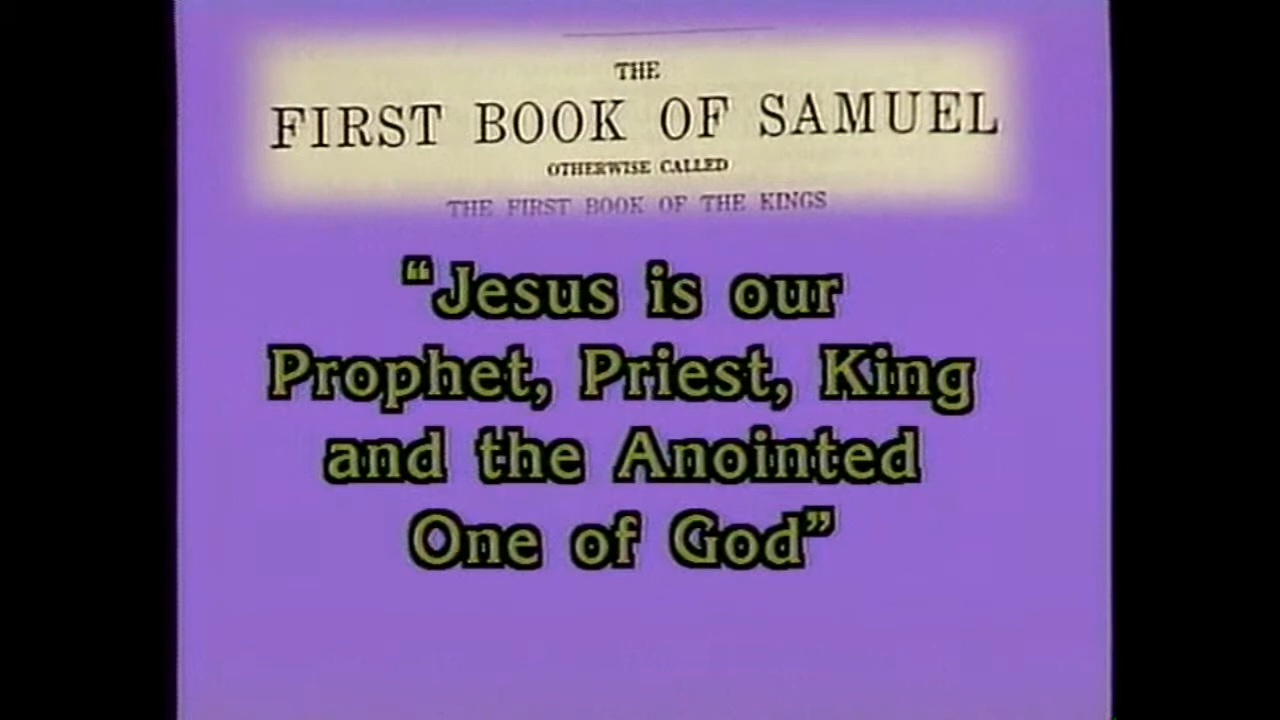 THE
FIRST BOOK OF SAMUEL
OTHERWISE CALLED
THE FIRST BOOK OF THE KINGS
“Jesus is our
Prophet, Priest, King
and the Anointed
One of God”